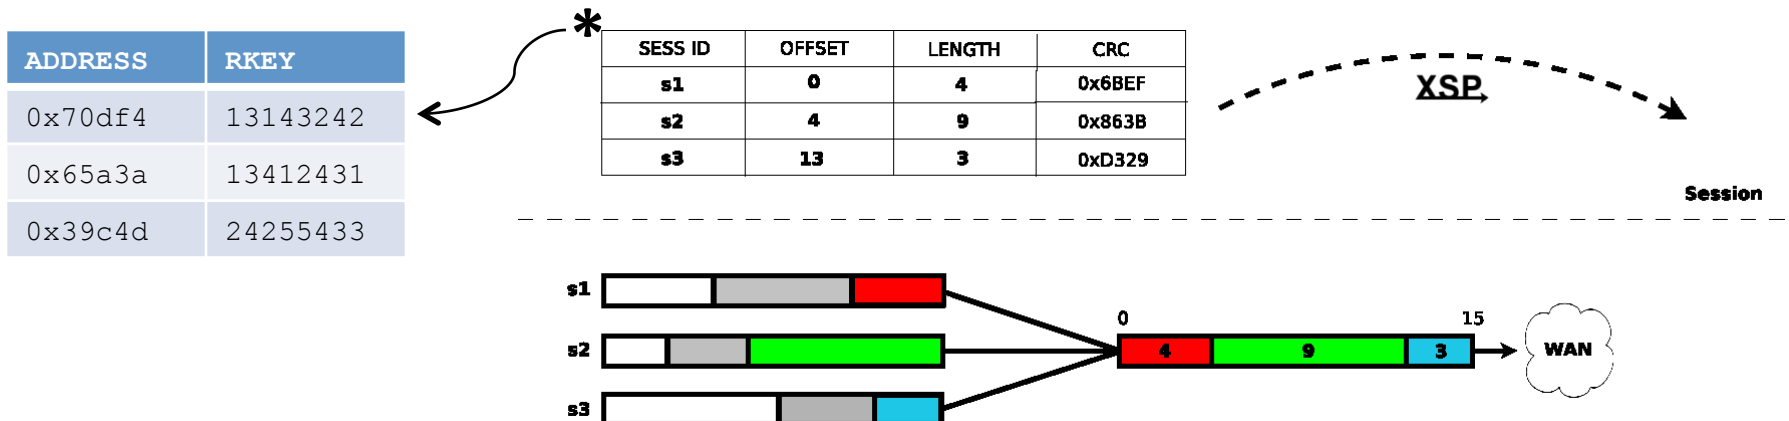 ADDRESS RKEY
0x70df4 13143242
0x65a3a 13412431
0x39c4d 24255433
*
SESS ID OFFSET LENGTH CRC
s1 0 4 0x6BEF
s2 4 9 0x863B
s3 13 3 0xD329
XSP
Session
s1
s2
s3
0 15
4 9 3
WAN